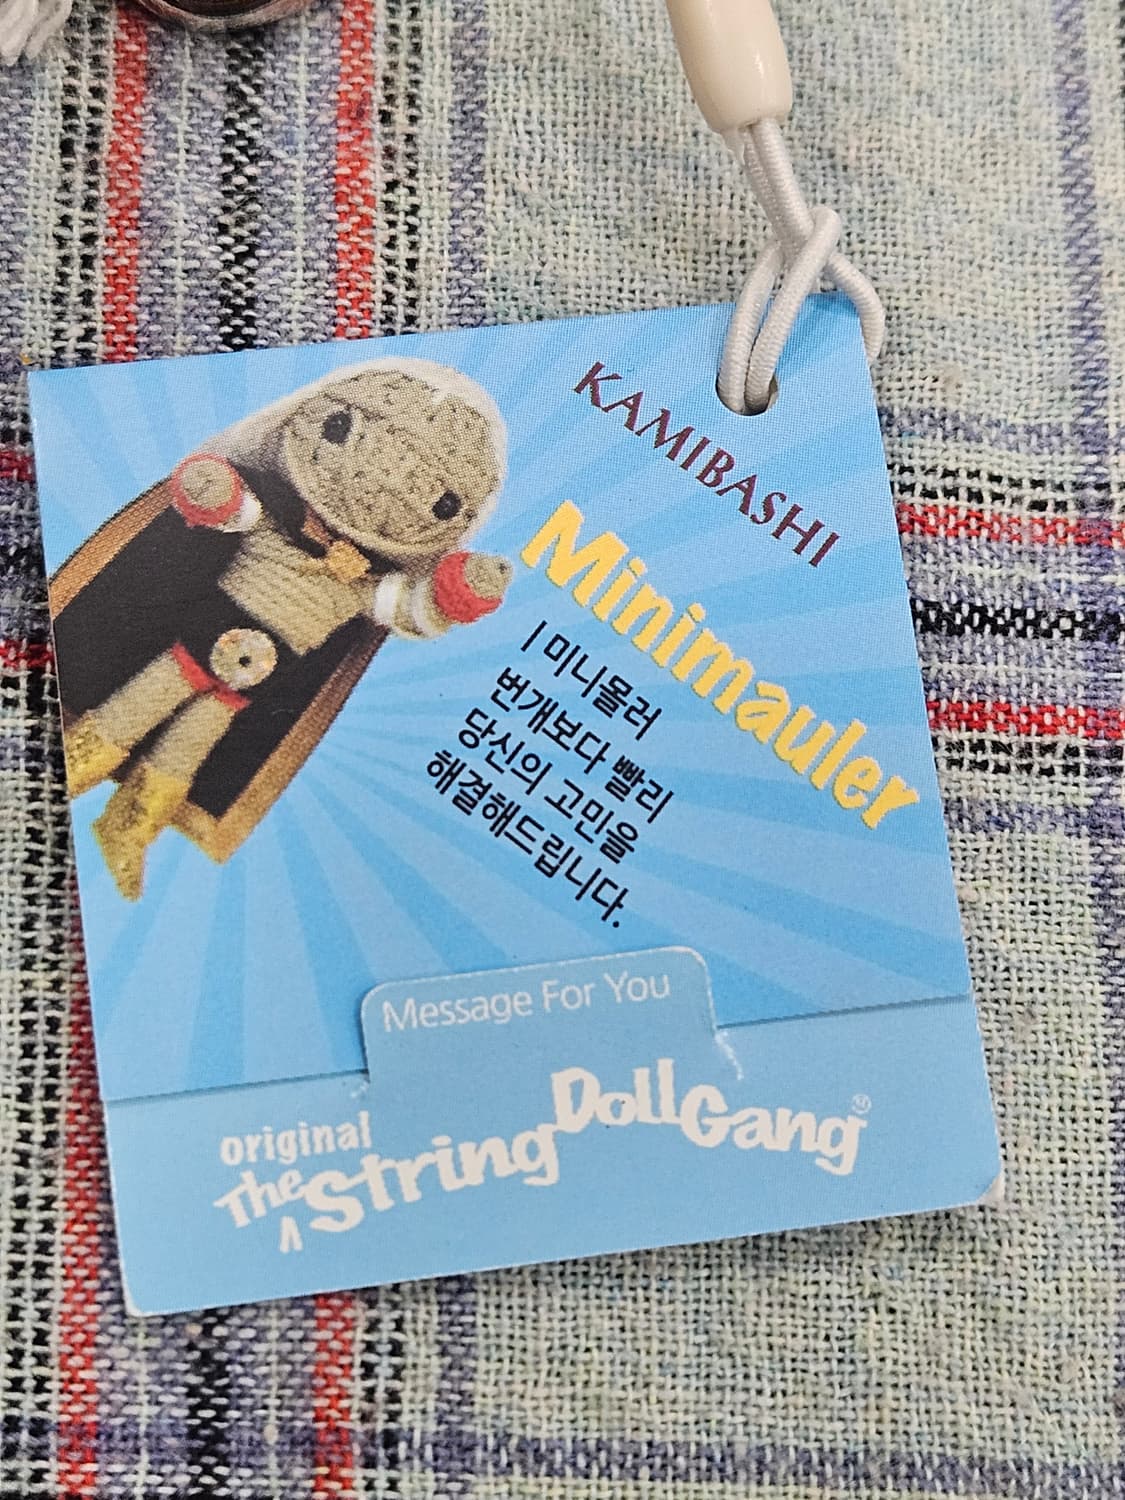 KAMIBASHI
Minimauler
| 미니몰러
번개보다 빨리
당신의 고민을
해결해드립니다.
Message For You
original
The ʌ String Doll Gang